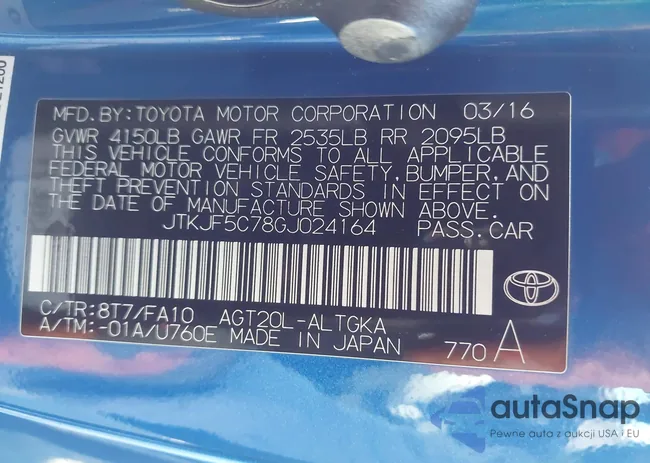 MFD.BY:TOYOTA MOTOR CORPORATION 03/16
GVWR 4150LB GAWR FR 2535LB RR 2095LB
THIS VEHICLE CONFORMS TO ALL APPLICABLE
FEDERAL MOTOR VEHICLE SAFETY, BUMPER, AND
THEFT PREVENTION STANDARDS IN EFFECT ON
THE DATE OF MANUFACTURE SHOWN ABOVE.
JTKJF5C78GJ024164 PASS.CAR
C/TR:8T7/FA10 AGT20L-ALTGKA
A/TM:-01A/U760E MADE IN JAPAN 770 A
autaSnap
Pewne auta z aukcji USA i EU